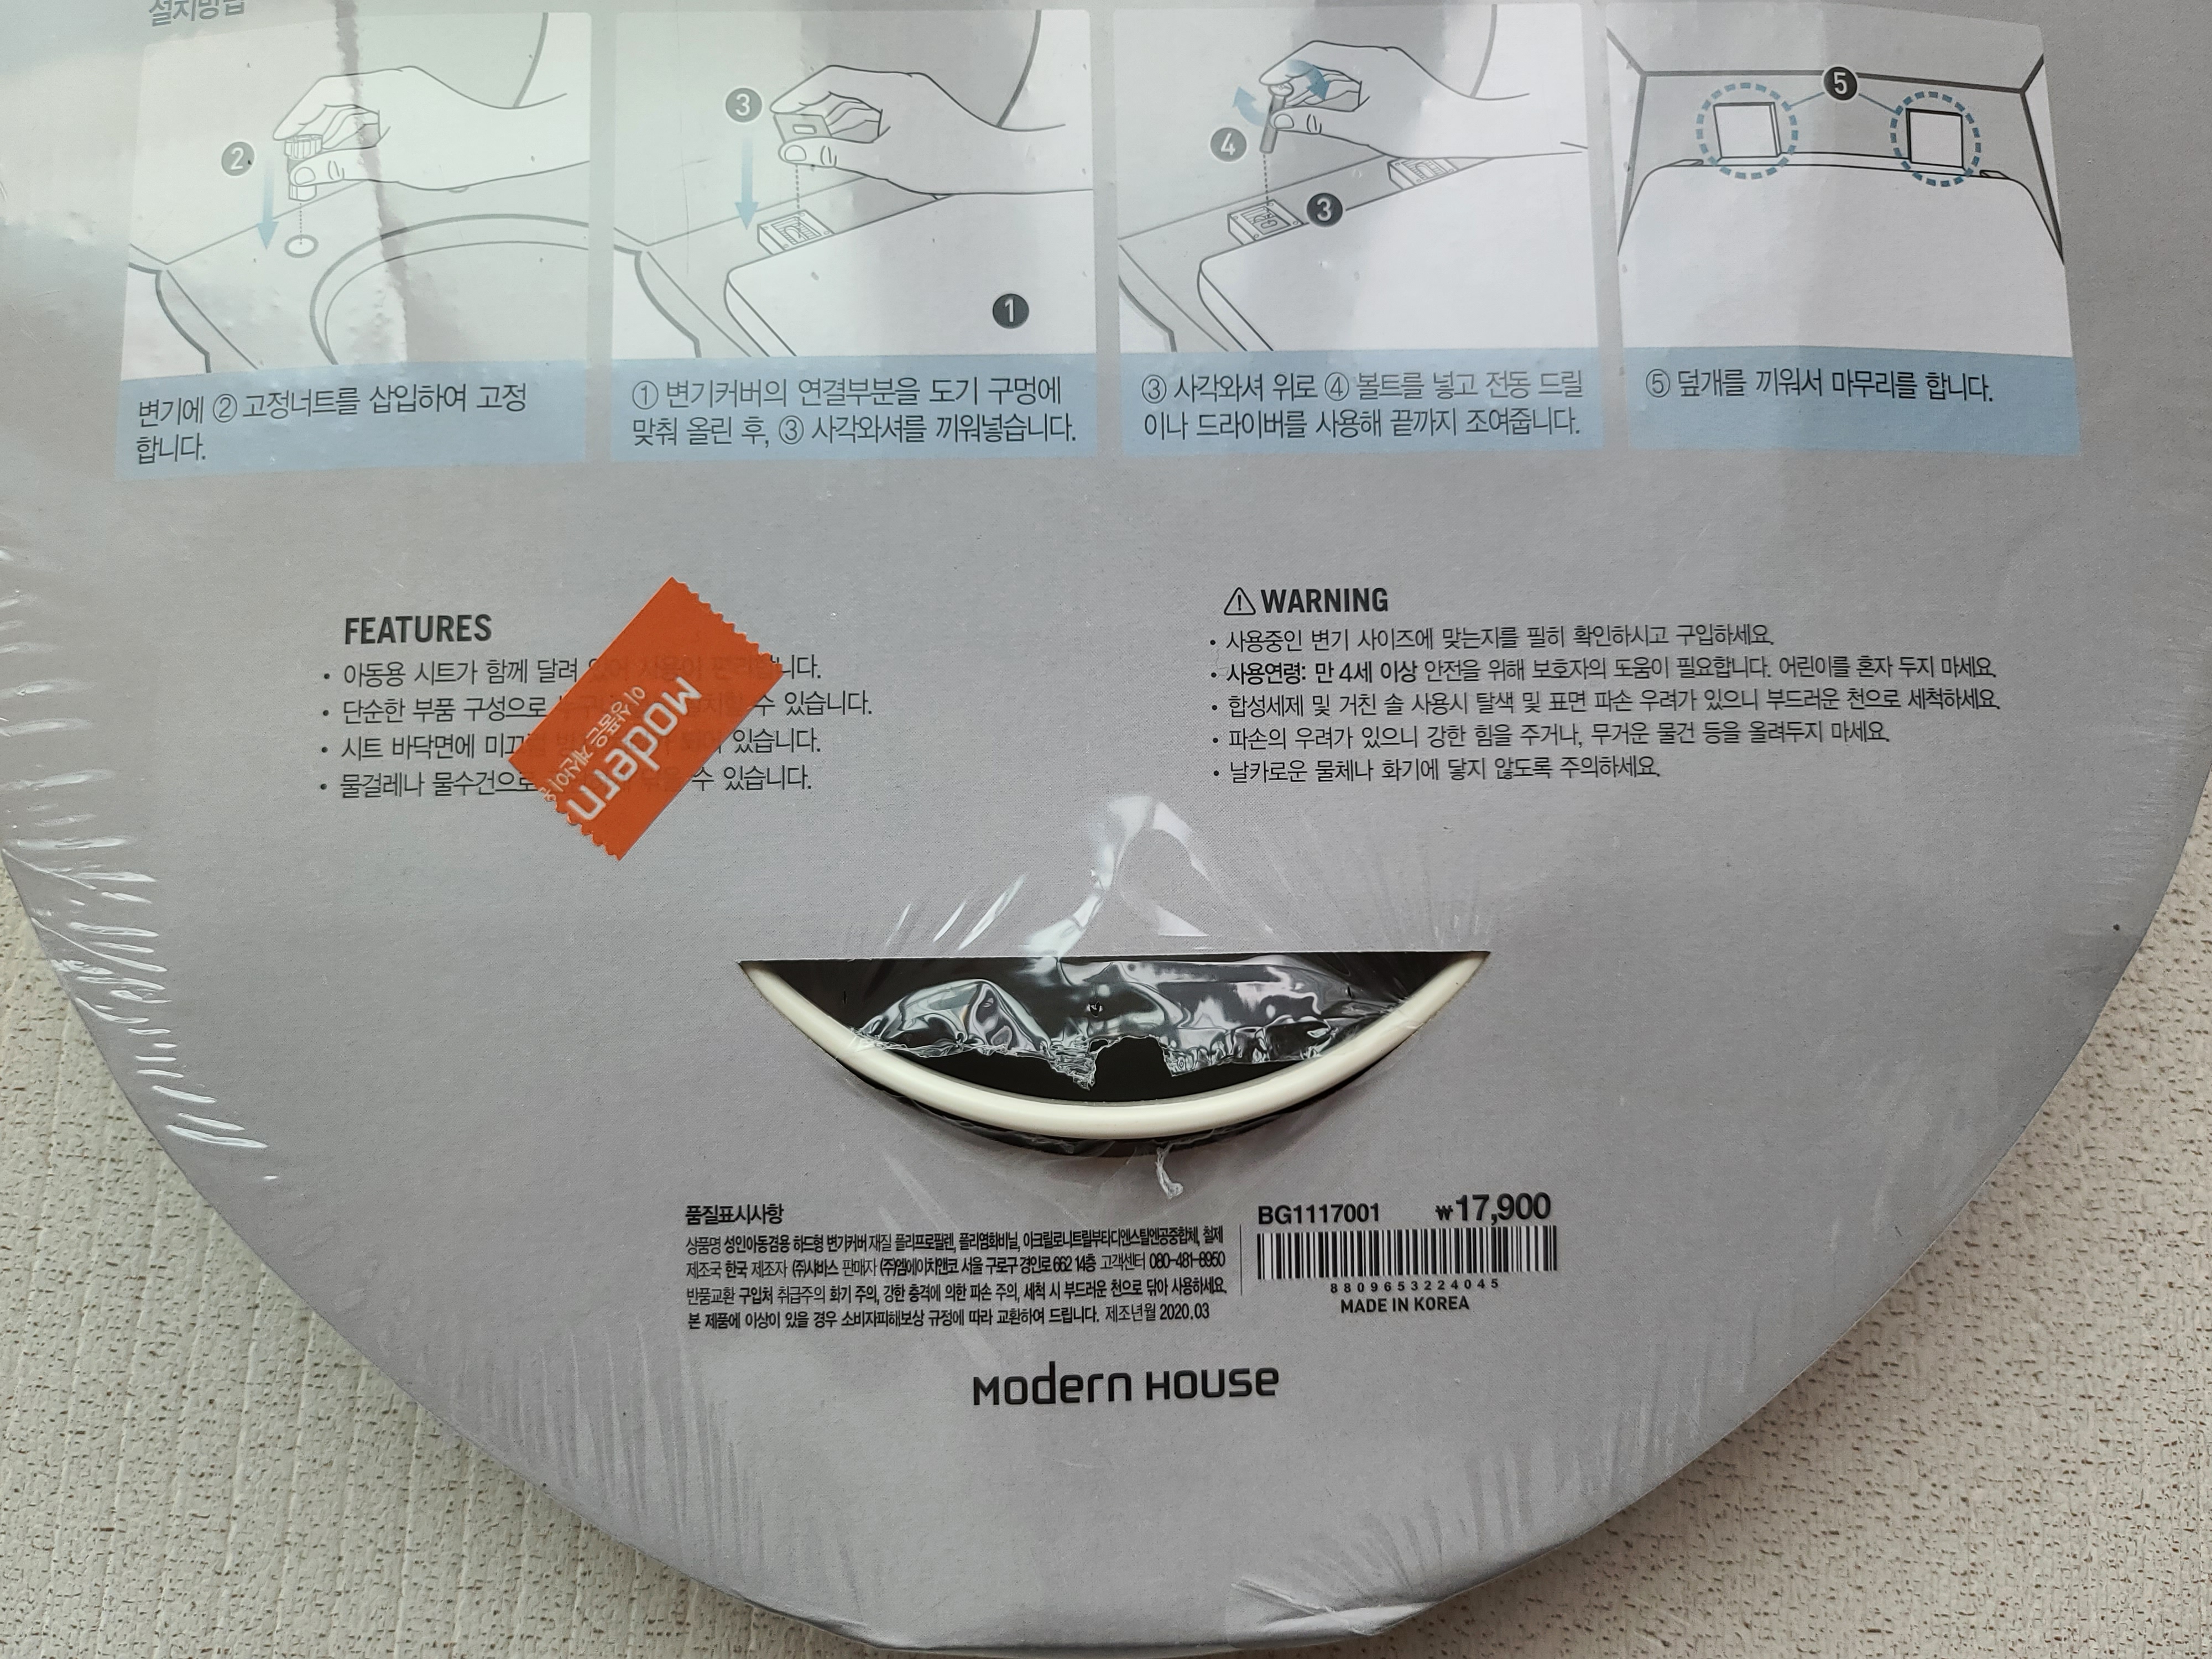 설치방법
2
3
1
4
3
5
변기에 ② 고정너트를 삽입하여 고정
합니다.
① 변기커버의 연결부분을 도기 구멍에
맞춰 올린 후, ③ 사각와셔를 끼워넣습니다.
③ 사각와셔 위로 ④ 볼트를 넣고 전동 드릴
이나 드라이버를 사용해 끝까지 조여줍니다.
⑤ 덮개를 끼워서 마무리를 합니다.
FEATURES
• 아동용 시트가 함께 달려 있어 사용이 편리합니다.
• 단순한 부품 구성으로 수 있습니다.
• 시트 바닥면에 미끄럼 있습니다.
• 물걸레나 물수건으로 수 있습니다.
Modern
이 상품은
WARNING
• 사용중인 변기 사이즈에 맞는지를 필히 확인하시고 구입하세요.
• 사용연령: 만 4세 이상 안전을 위해 보호자의 도움이 필요합니다. 어린이를 혼자 두지 마세요.
• 합성세제 및 거친 솔 사용시 탈색 및 표면 파손 우려가 있으니 부드러운 천으로 세척하세요.
• 파손의 우려가 있으니 강한 힘을 주거나, 무거운 물건 등을 올려두지 마세요.
• 날카로운 물체나 화기에 닿지 않도록 주의하세요.
품질표시사항
상품명 성인아동겸용 하드형 변기커버 재질 폴리프로필렌, 폴리염화비닐, 아크릴로니트릴부타디엔스틸앤공중합체, 철제
제조국 한국 제조자 (주)샤바스 판매자 (주)엠에이치앤코 서울 구로구 경인로 662 14층 고객센터 080-481-8950
반품교환 구입처 취급주의 화기 주의, 강한 충격에 의한 파손 주의, 세척 시 부드러운 천으로 닦아 사용하세요.
본 제품에 이상이 있을 경우 소비자피해보상 규정에 따라 교환하여 드립니다. 제조년월 2020.03
BG1117001 ₩17,900
8809653224045
MADE IN KOREA
Modern House